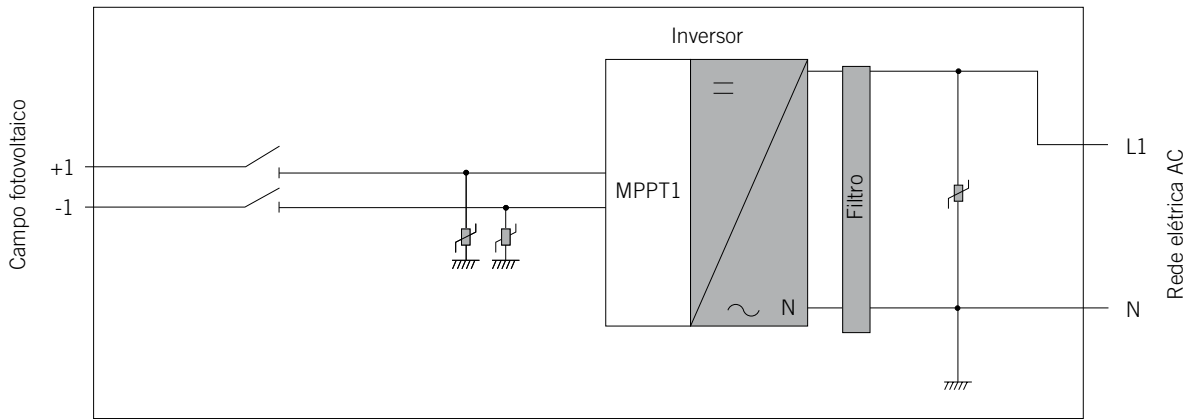 Inversor
Campo fotovoltaico
+1
-1
MPPT1
N
Filtro
L1
N
Rede elétrica AC